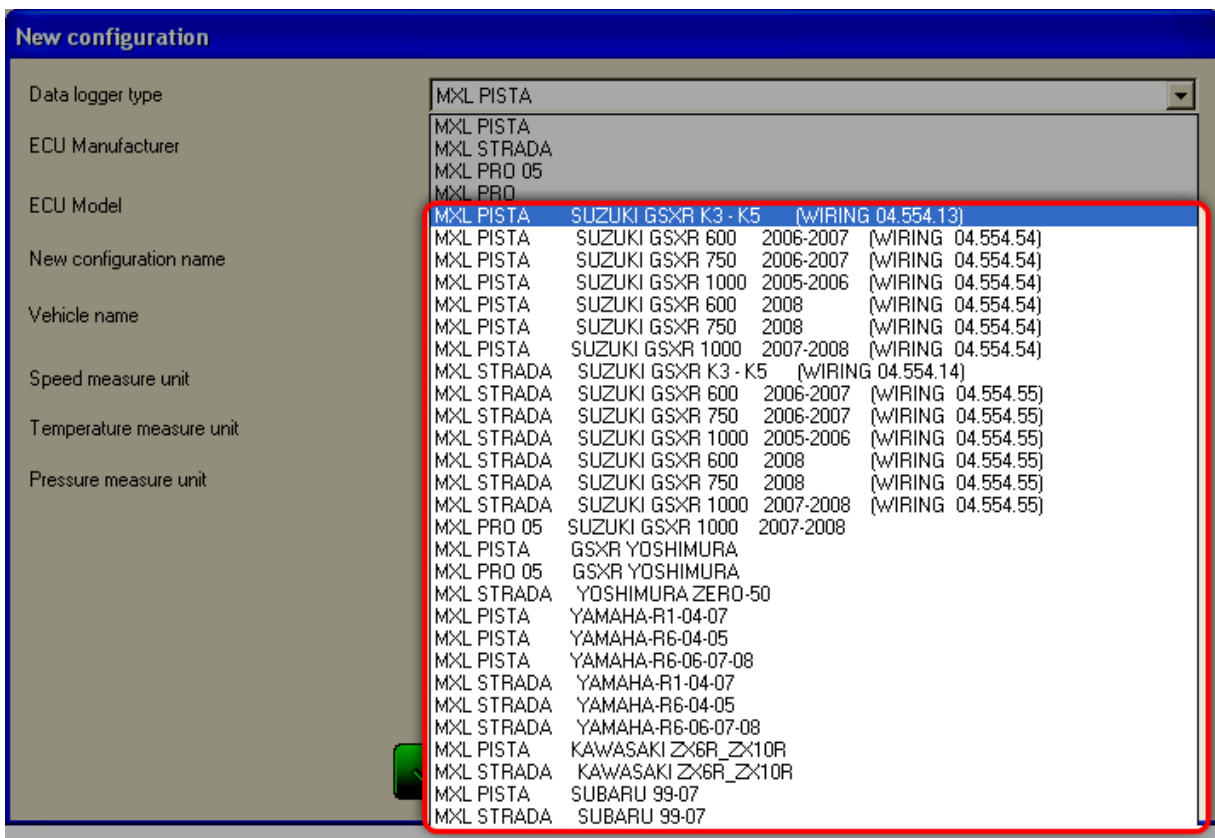 New configuration
Data logger type
MXL PISTA
ECU Manufacturer
ECU Model
New configuration name
Vehicle name
Speed measure unit
Temperature measure unit
Pressure measure unit
MXL PISTA
MXL STRADA
MXL PRO 05
MXL PRO
MXL PISTA SUZUKI GSXR K3 - K5 (WIRING 04.554.13)
MXL PISTA SUZUKI GSXR 600 2006-2007 (WIRING 04.554.54)
MXL PISTA SUZUKI GSXR 750 2006-2007 (WIRING 04.554.54)
MXL PISTA SUZUKI GSXR 1000 2005-2006 (WIRING 04.554.54)
MXL PISTA SUZUKI GSXR 600 2008 (WIRING 04.554.54)
MXL PISTA SUZUKI GSXR 750 2008 (WIRING 04.554.54)
MXL PISTA SUZUKI GSXR 1000 2007-2008 (WIRING 04.554.54)
MXL STRADA SUZUKI GSXR K3 - K5 (WIRING 04.554.14)
MXL STRADA SUZUKI GSXR 600 2006-2007 (WIRING 04.554.55)
MXL STRADA SUZUKI GSXR 750 2006-2007 (WIRING 04.554.55)
MXL STRADA SUZUKI GSXR 1000 2005-2006 (WIRING 04.554.55)
MXL STRADA SUZUKI GSXR 600 2008 (WIRING 04.554.55)
MXL STRADA SUZUKI GSXR 750 2008 (WIRING 04.554.55)
MXL STRADA SUZUKI GSXR 1000 2007-2008 (WIRING 04.554.55)
MXL PRO 05 SUZUKI GSXR 1000 2007-2008
MXL PISTA GSXR YOSHIMURA
MXL PRO 05 GSXR YOSHIMURA
MXL STRADA YOSHIMURA ZERO-50
MXL PISTA YAMAHA-R1-04-07
MXL PISTA YAMAHA-R6-04-05
MXL PISTA YAMAHA-R6-06-07-08
MXL STRADA YAMAHA-R1-04-07
MXL STRADA YAMAHA-R6-04-05
MXL STRADA YAMAHA-R6-06-07-08
MXL PISTA KAWASAKI ZX6R_ZX10R
MXL STRADA KAWASAKI ZX6R_ZX10R
MXL PISTA SUBARU 99-07
MXL STRADA SUBARU 99-07